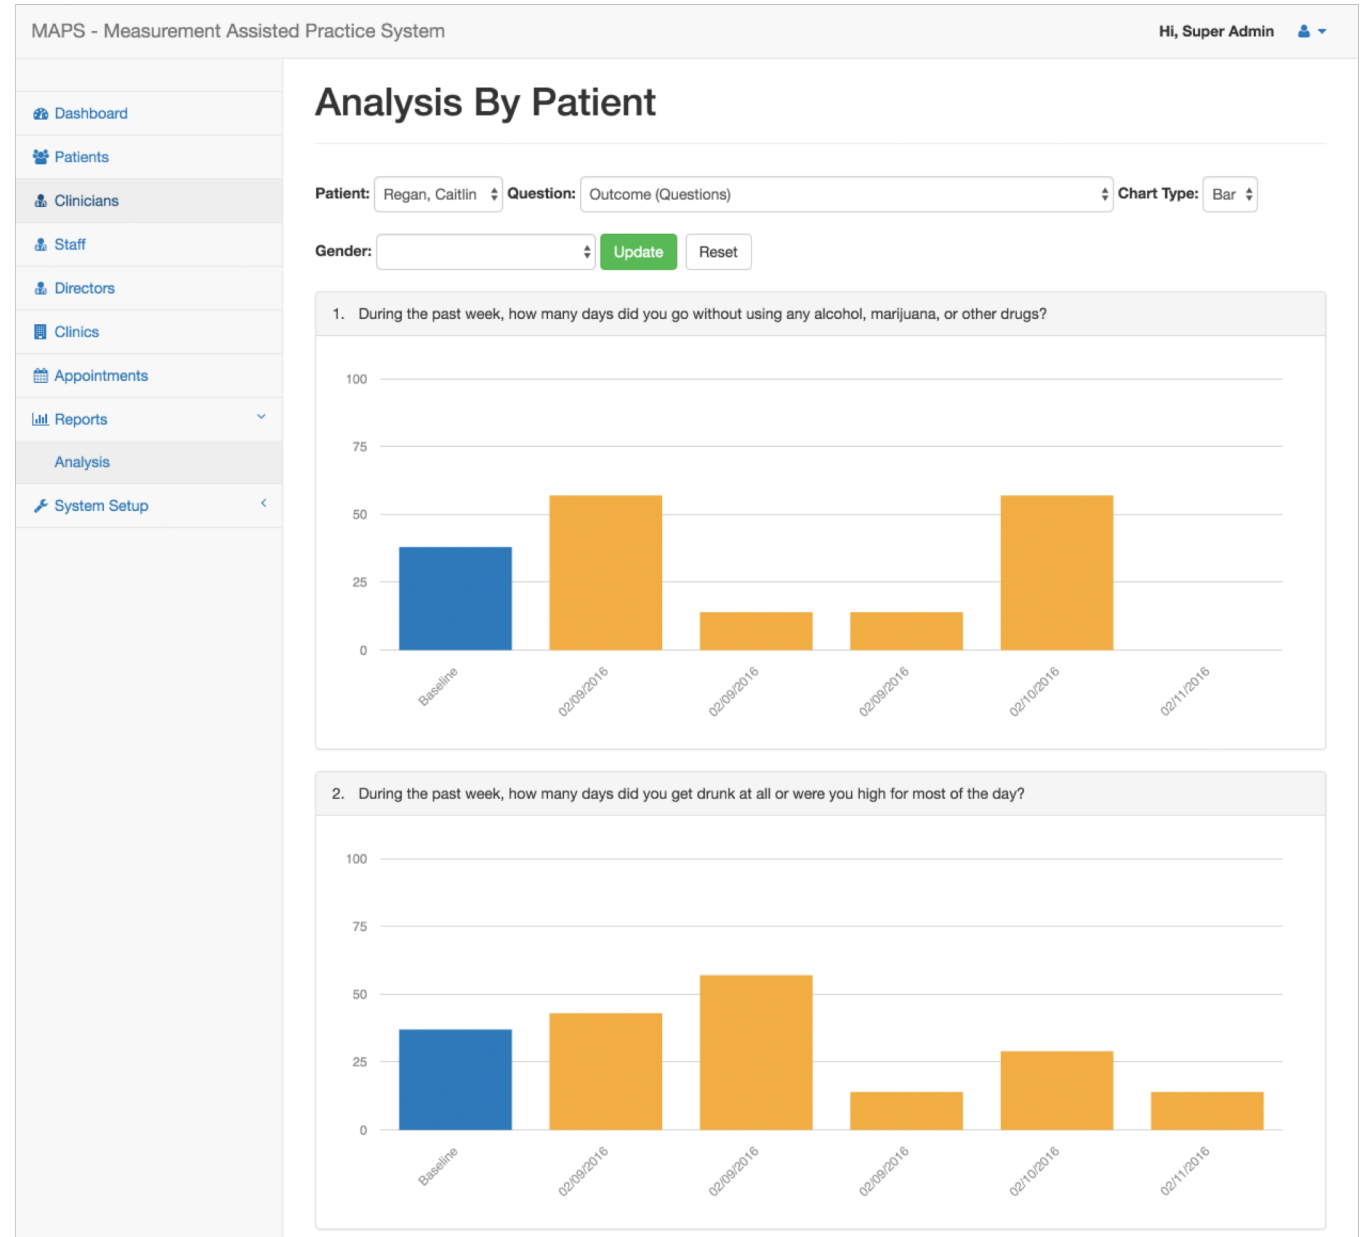 MAPS - Measurement Assisted Practice System
Hi, Super Admin
Dashboard
Patients
Clinicians
Staff
Directors
Clinics
Appointments
Reports
Analysis
System Setup
Analysis By Patient
Patient: Regan, Caitlin Question: Outcome (Questions) Chart Type: Bar
Gender: Update Reset
1. During the past week, how many days did you go without using any alcohol, marijuana, or other drugs?
100
75
50
25
0
Baseline 02/09/2016 02/09/2016 02/09/2016 02/10/2016 02/11/2016
2. During the past week, how many days did you get drunk at all or were you high for most of the day?
100
75
50
25
0
Baseline 02/09/2016 02/09/2016 02/09/2016 02/10/2016 02/11/2016